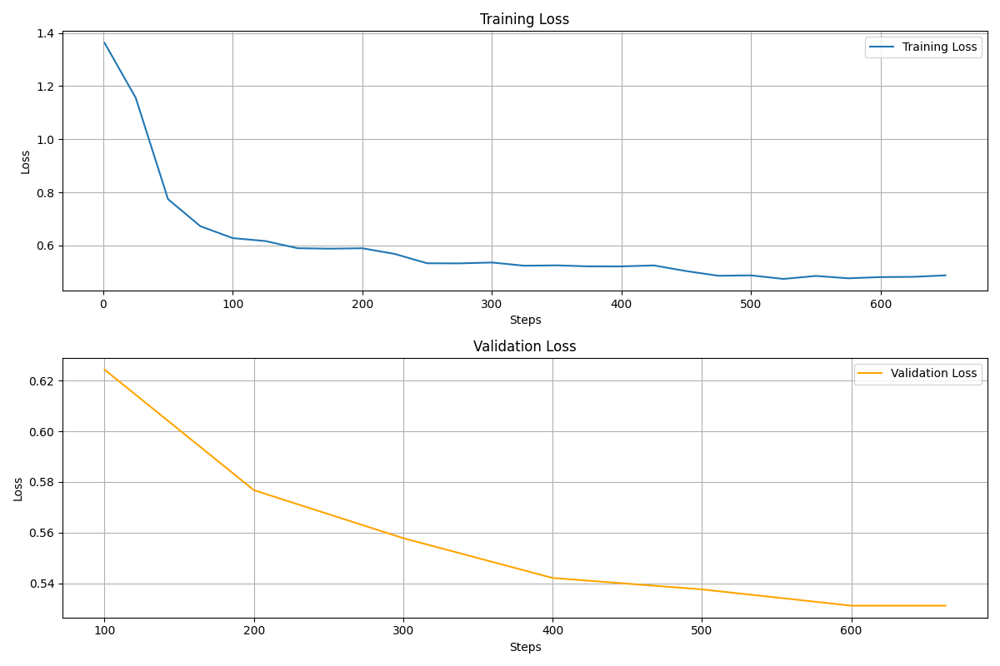 Training Loss
1.4
1.2
1.0
0.8
0.6
Loss
Training Loss
0 100 200 300 400 500 600
Steps
Validation Loss
0.62
0.60
0.58
0.56
0.54
Loss
Validation Loss
100 200 300 400 500 600
Steps